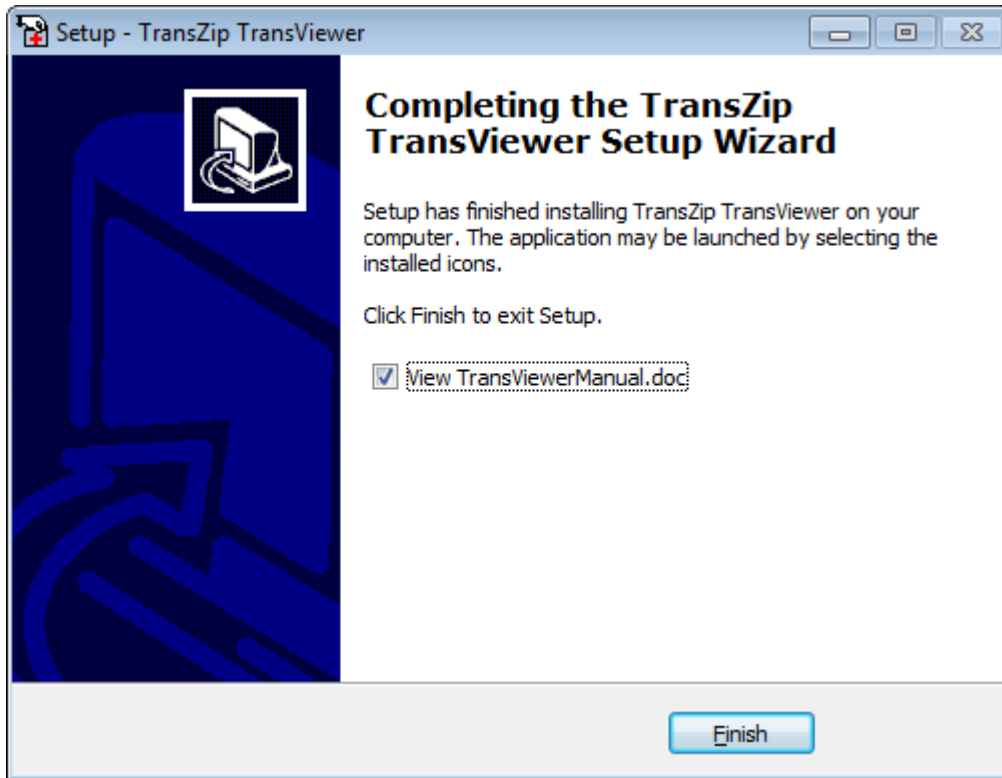 Setup - TransZip TransViewer
Completing the TransZip
TransViewer Setup Wizard
Setup has finished installing TransZip TransViewer on your
computer. The application may be launched by selecting the
installed icons.
Click Finish to exit Setup.
View TransViewerManual.doc
Finish